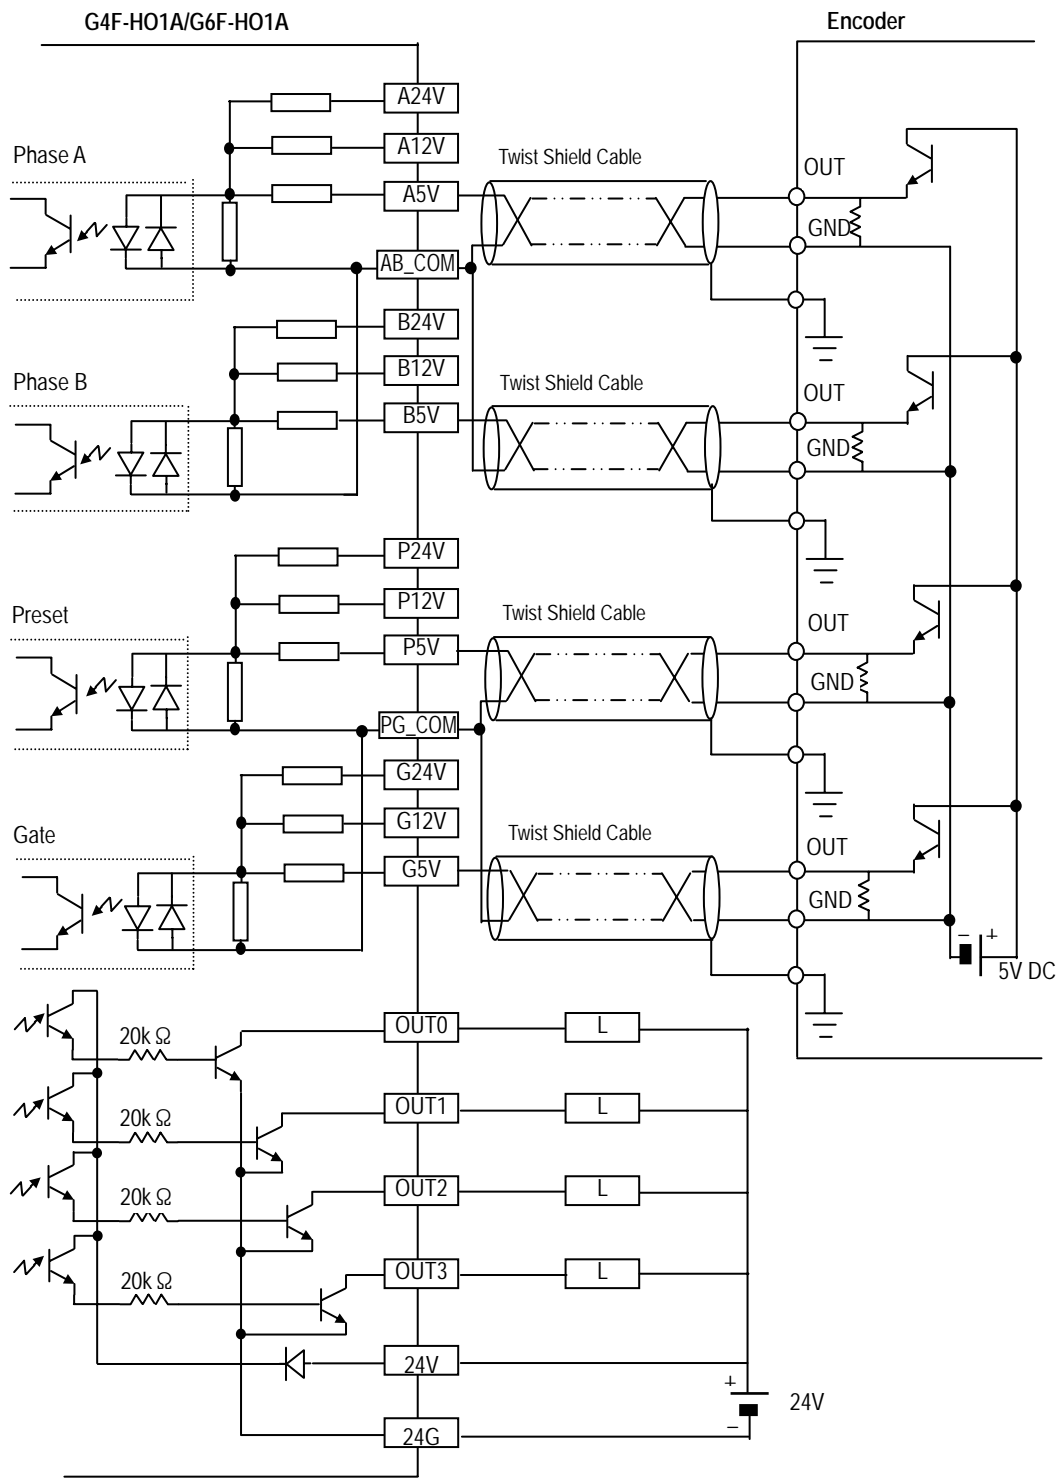 G4F-HO1A/G6F-HO1A
Encoder
A24V
A12V
Phase A
Twist Shield Cable
OUT
A5V
GND
AB_COM
B24V
B12V
Phase B
Twist Shield Cable
OUT
B5V
GND
P24V
P12V
Preset
Twist Shield Cable
OUT
P5V
GND
PG_COM
G24V
G12V
Gate
Twist Shield Cable
OUT
G5V
GND
− +
5V DC
OUT0
L
20k Ω
OUT1
L
20k Ω
OUT2
L
20k Ω
OUT3
L
20k Ω
24V
+
24V
−
24G